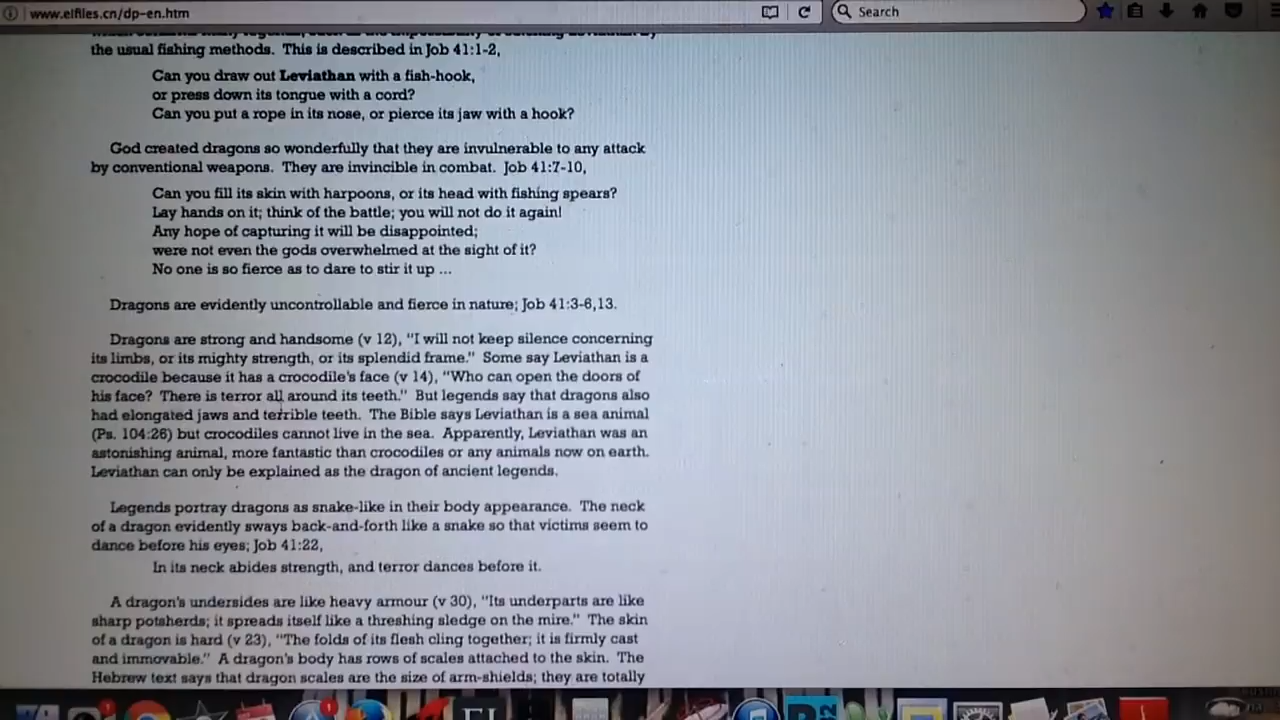 www.elfiles.cn/dp-en.htm
Search
the usual fishing methods. This is described in Job 41:1-2,
Can you draw out Leviathan with a fish-hook,
or press down its tongue with a cord?
Can you put a rope in its nose, or pierce its jaw with a hook?
God created dragons so wonderfully that they are invulnerable to any attack
by conventional weapons. They are invincible in combat. Job 41:7-10,
Can you fill its skin with harpoons, or its head with fishing spears?
Lay hands on it; think of the battle; you will not do it again!
Any hope of capturing it will be disappointed;
were not even the gods overwhelmed at the sight of it?
No one is so fierce as to dare to stir it up ...
Dragons are evidently uncontrollable and fierce in nature; Job 41:3-6,13.
Dragons are strong and handsome (v 12), "I will not keep silence concerning
its limbs, or its mighty strength, or its splendid frame." Some say Leviathan is a
crocodile because it has a crocodile's face (v 14), "Who can open the doors of
his face? There is terror all around its teeth." But legends say that dragons also
had elongated jaws and terrible teeth. The Bible says Leviathan is a sea animal
(Ps. 104:26) but crocodiles cannot live in the sea. Apparently, Leviathan was an
astonishing animal, more fantastic than crocodiles or any animals now on earth.
Leviathan can only be explained as the dragon of ancient legends.
Legends portray dragons as snake-like in their body appearance. The neck
of a dragon evidently sways back-and-forth like a snake so that victims seem to
dance before his eyes; Job 41:22,
In its neck abides strength, and terror dances before it.
A dragon's undersides are like heavy armour (v 30), "Its underparts are like
sharp potsherds; it spreads itself like a threshing sledge on the mire." The skin
of a dragon is hard (v 23), "The folds of its flesh cling together; it is firmly cast
and immovable." A dragon's body has rows of scales attached to the skin. The
Hebrew text says that dragon scales are the size of arm-shields; they are totally